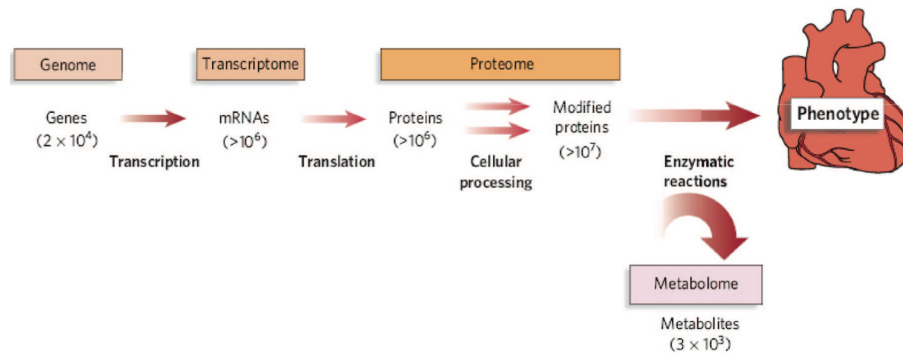 Genome
Transcriptome
Proteome
Genes
(2 × 10⁴)
Transcription
mRNAs
(>10⁶)
Translation
Proteins
(>10⁶)
Cellular
processing
Modified
proteins
(>10⁷)
Enzymatic
reactions
Phenotype
Metabolome
Metabolites
(3 × 10³)